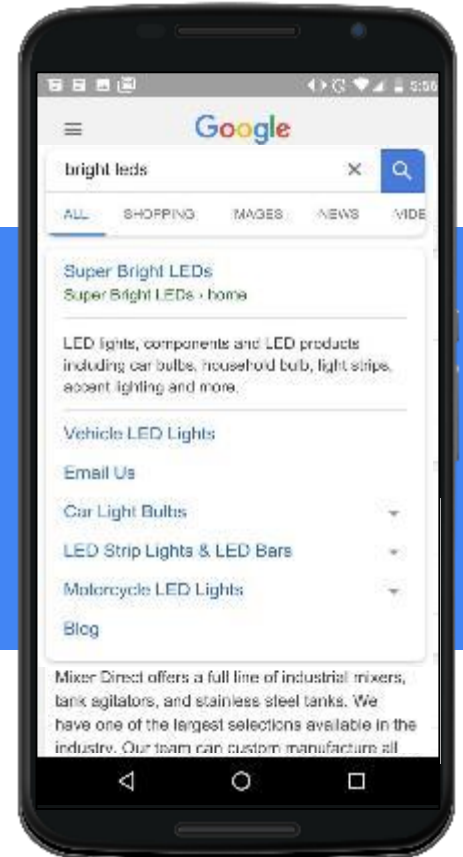 5:56
Google
bright leds
ALL SHOPPING IMAGES NEWS VIDE
Super Bright LEDs
Super Bright LEDs › home
LED lights, components and LED products
including car bulbs, household bulb, light strips,
accent lighting and more.
Vehicle LED Lights
Email Us
Car Light Bulbs
LED Strip Lights & LED Bars
Motorcycle LED Lights
Blog
Mixer Direct offers a full line of industrial mixers,
tank agitators, and stainless steel tanks. We
have one of the largest selections available in the
industry. Our team can custom manufacture all